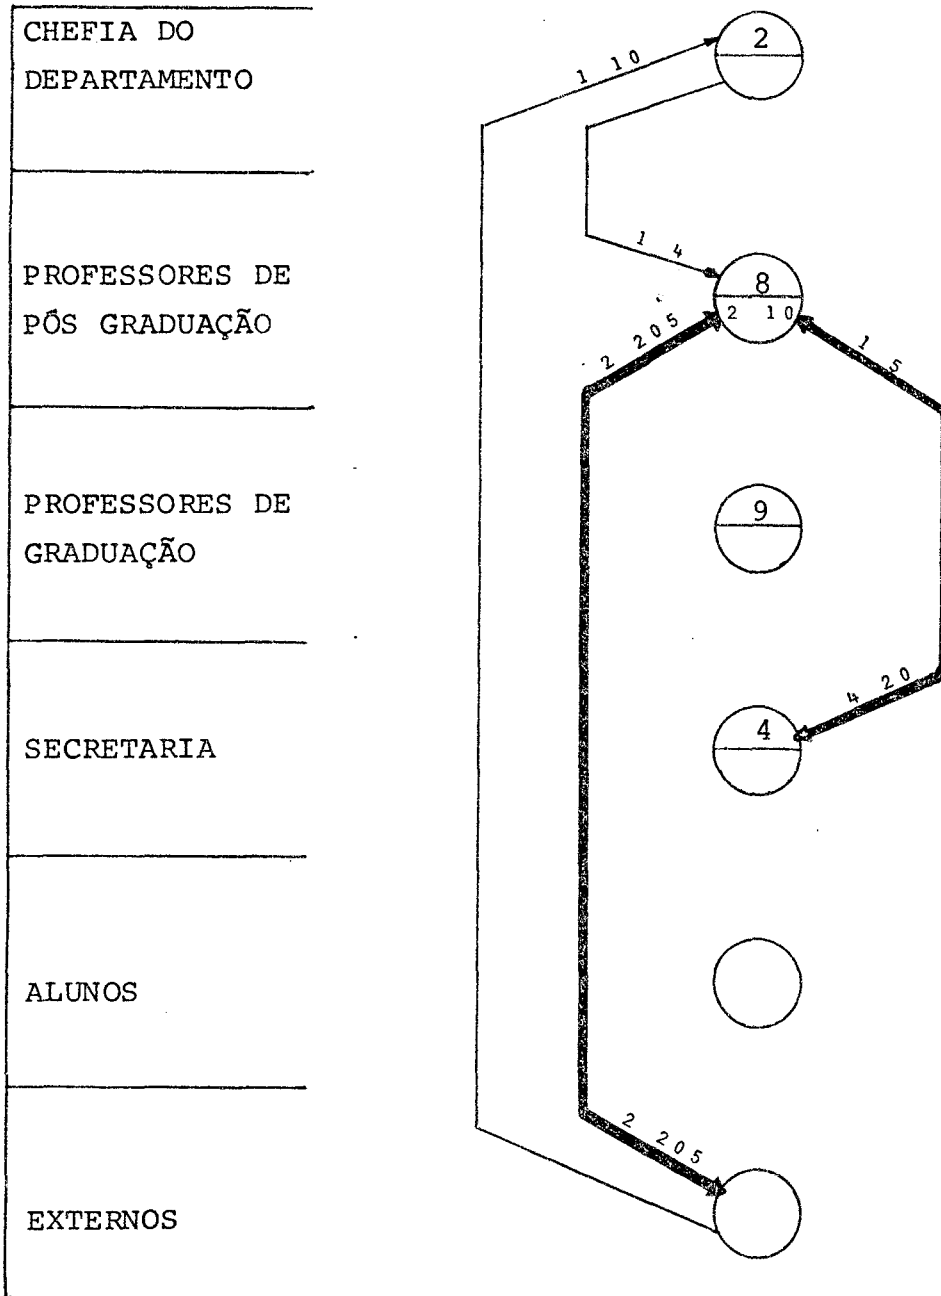 CHEFIA DO
DEPARTAMENTO
2
1 10
1 4
PROFESSORES DE
PÓS GRADUAÇÃO
8
2 10
2 205
1 5
PROFESSORES DE
GRADUAÇÃO
9
SECRETARIA
4
4 20
ALUNOS
2 205
EXTERNOS